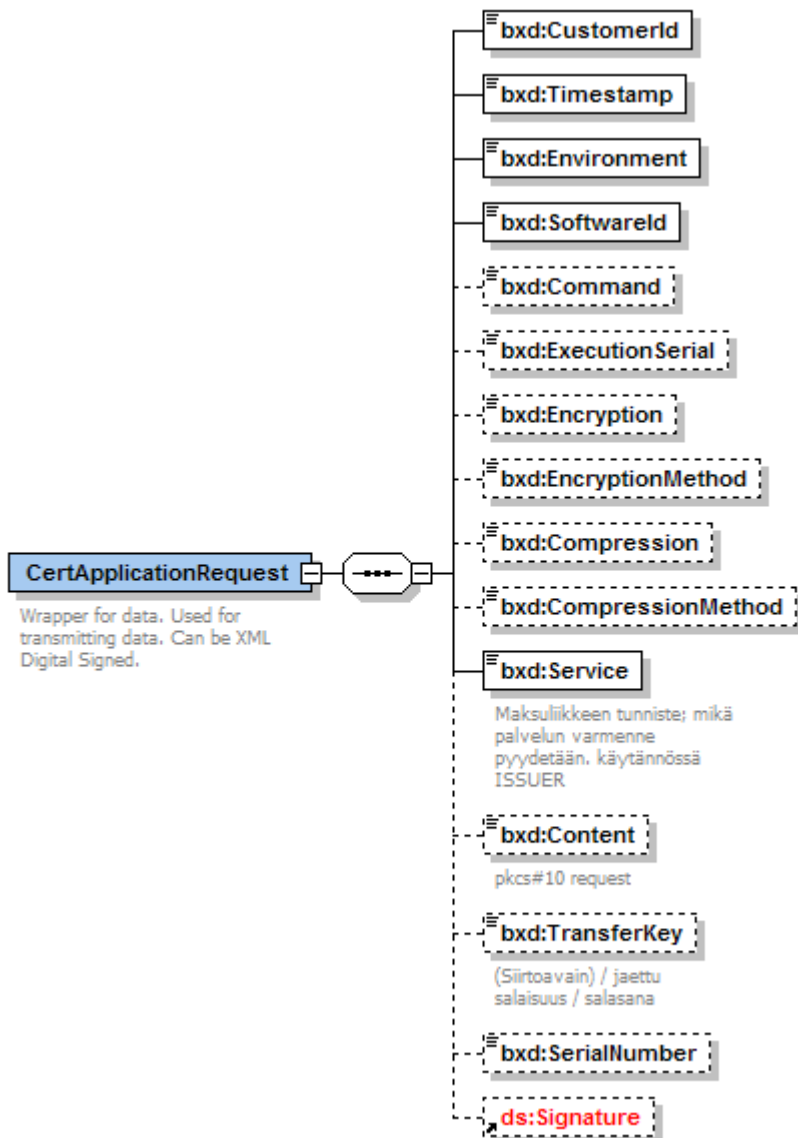 bxd:CustomerId
bxd:Timestamp
bxd:Environment
bxd:SoftwareId
bxd:Command
bxd:ExecutionSerial
bxd:Encryption
bxd:EncryptionMethod
bxd:Compression
CertApplicationRequest
Wrapper for data. Used for
transmitting data. Can be XML
Digital Signed.
bxd:CompressionMethod
bxd:Service
Maksuliikkeen tunniste; mikä
palvelun varmenne
pyydetään. käytännössä
ISSUER
bxd:Content
pkcs#10 request
bxd:TransferKey
(Siirtoavain) / jaettu
salaisuus / salasana
bxd:SerialNumber
ds:Signature